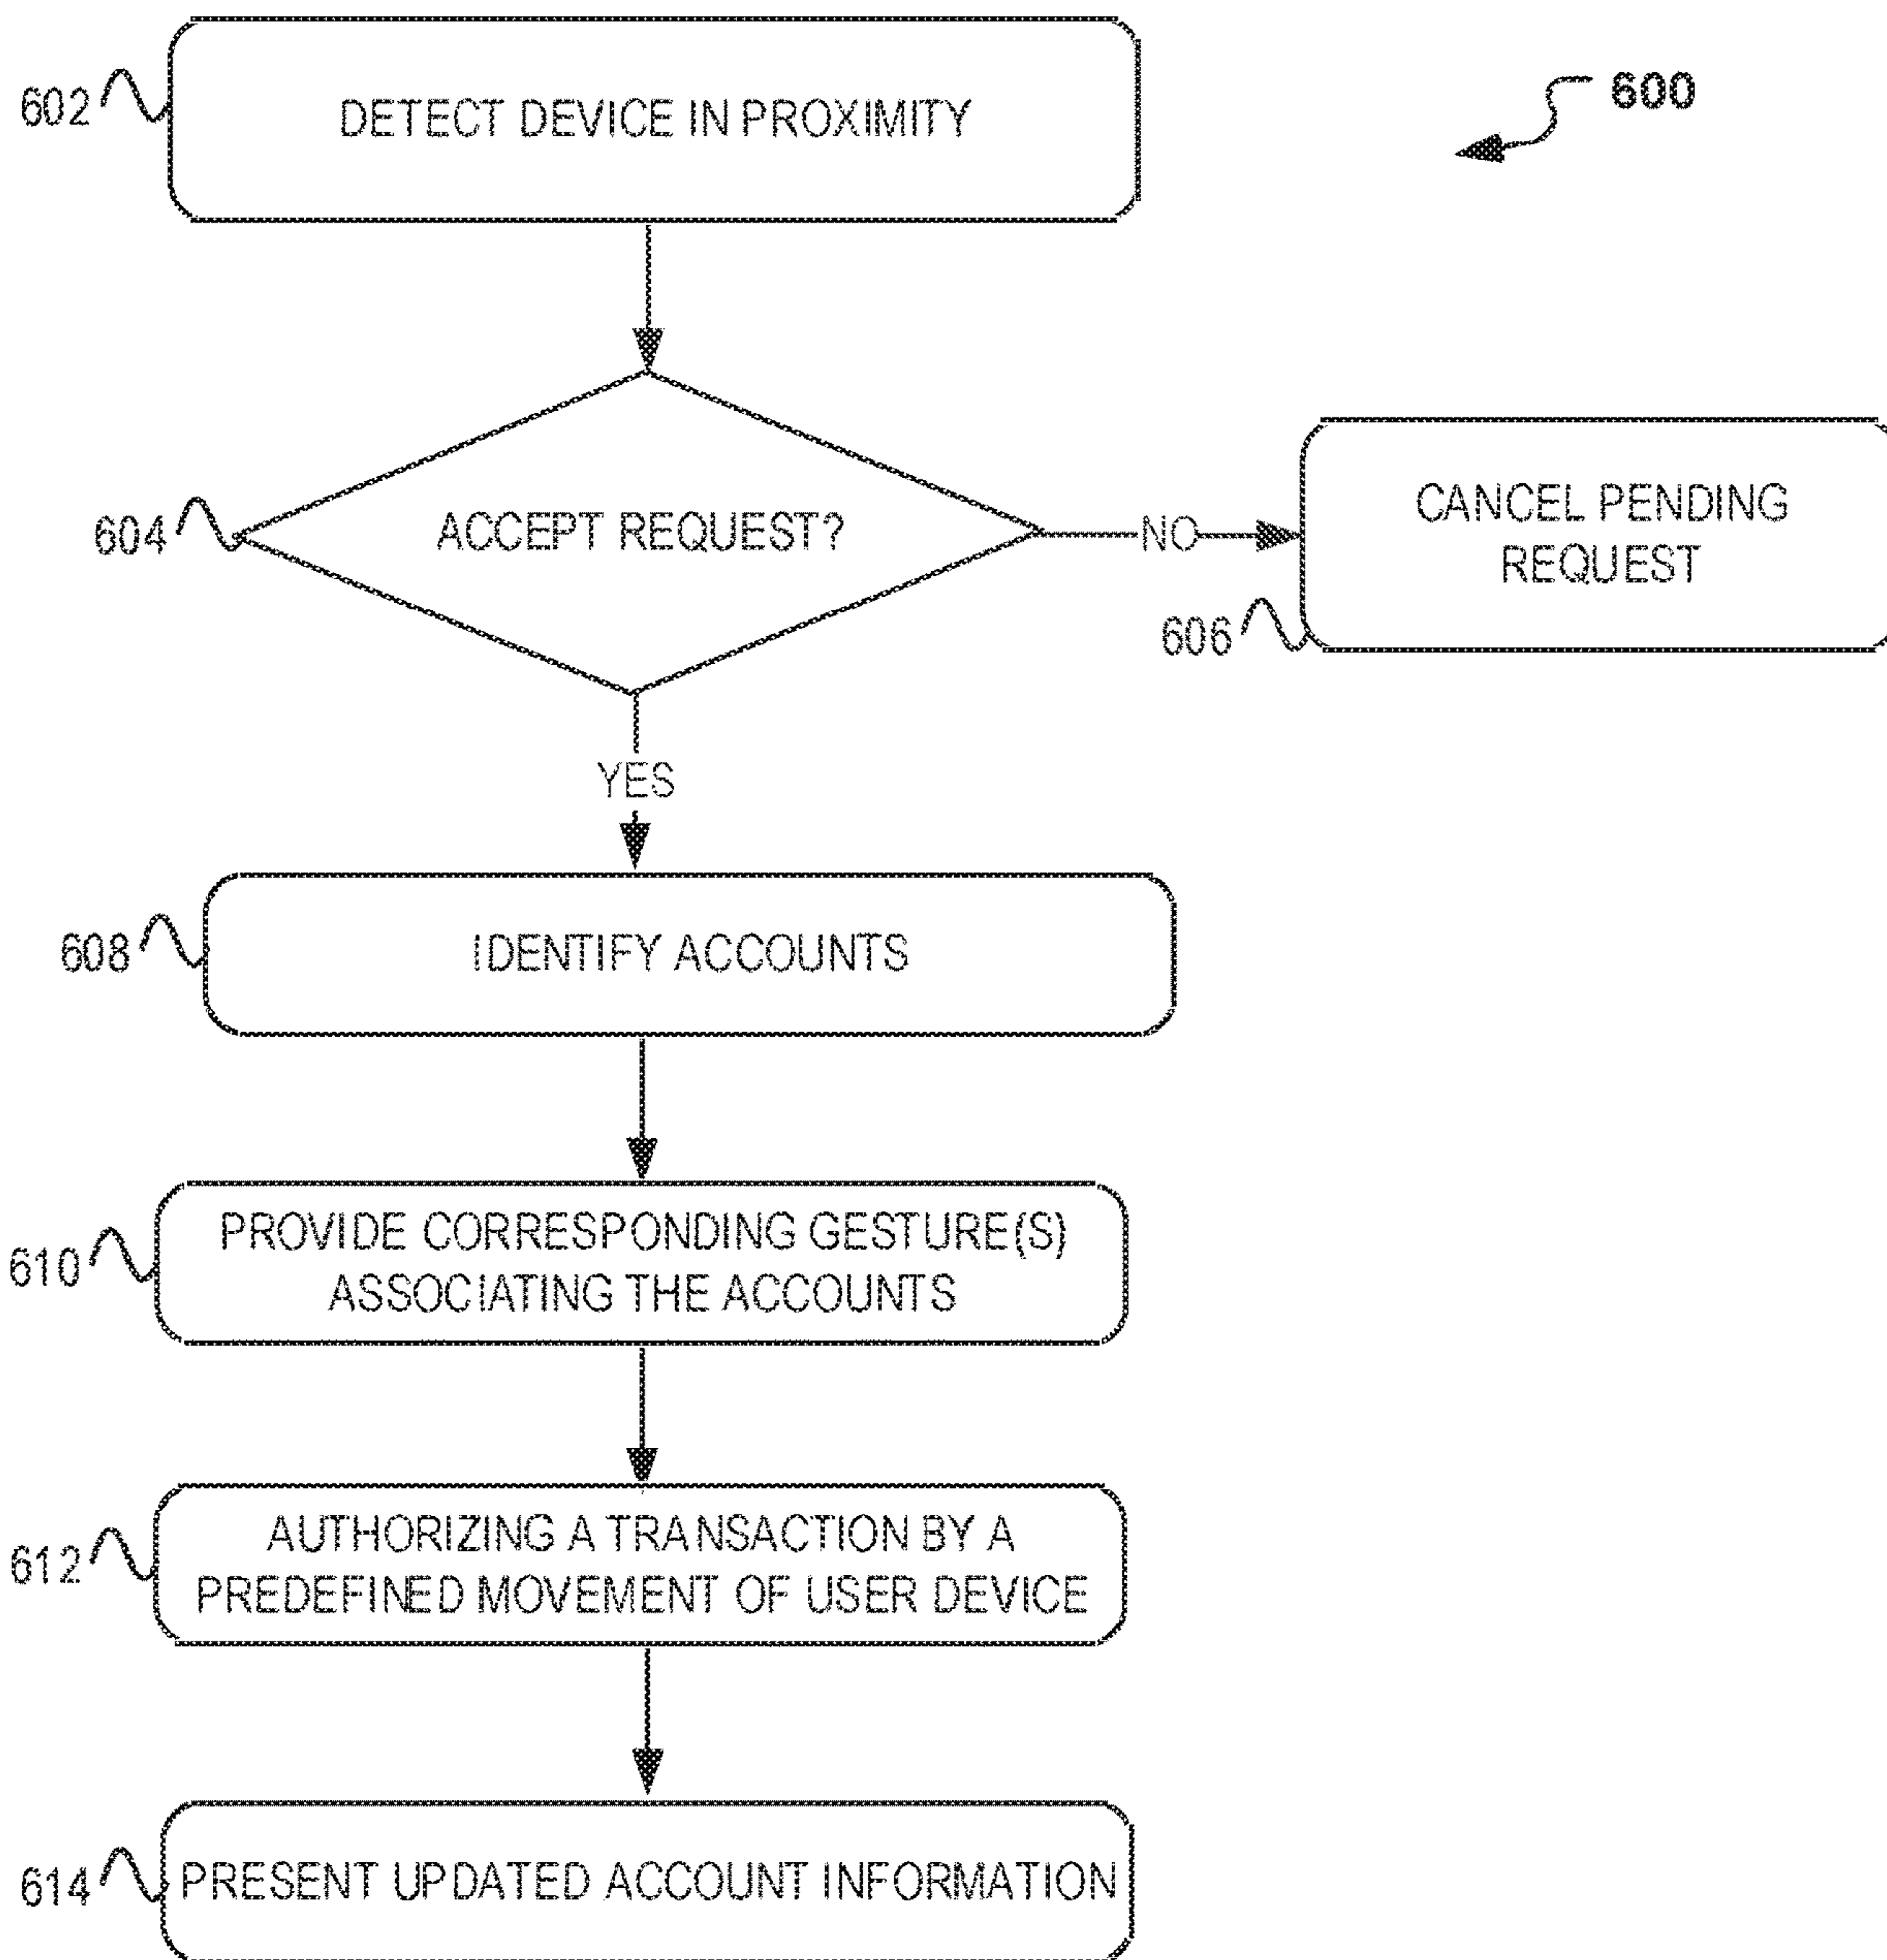 602
DETECT DEVICE IN PROXIMITY
600
604
ACCEPT REQUEST?
NO
CANCEL PENDING
REQUEST
606
YES
608
IDENTIFY ACCOUNTS
610
PROVIDE CORRESPONDING GESTURE(S)
ASSOCIATING THE ACCOUNTS
612
AUTHORIZING A TRANSACTION BY A
PREDEFINED MOVEMENT OF USER DEVICE
614
PRESENT UPDATED ACCOUNT INFORMATION